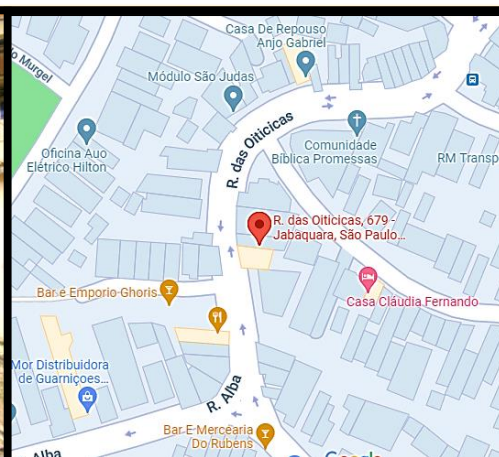 Casa De Repouso
Anjo Gabriel
o Murgel
Módulo São Judas
R. das Oiticicas
Oficina Auo
Elétrico Hilton
Comunidade
Bíblica Promessas
RM Transp
R. das Oiticicas, 679 -
Jabaquara, São Paulo...
Bar e Emporio Ghoris
Casa Cláudia Fernando
Mor Distribuidora
de Guarniçoes...
R. Alba
Bar E Mercearia
Do Rubens
Alba
Google